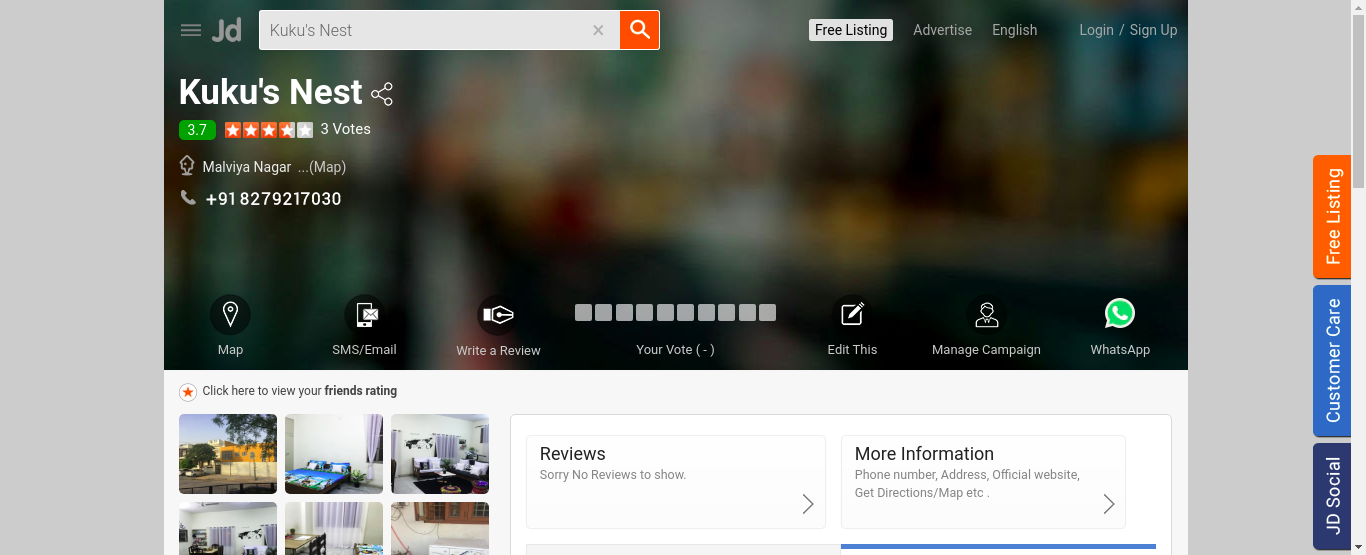 Jd
Kuku's Nest
Free Listing
Advertise
English
Login / Sign Up
Kuku's Nest
3.7
3 Votes
Malviya Nagar ...(Map)
+91 8279217030
Map
SMS/Email
Write a Review
Your Vote ( - )
Edit This
Manage Campaign
WhatsApp
Click here to view your friends rating
Reviews
Sorry No Reviews to show.
More Information
Phone number, Address, Official website,
Get Directions/Map etc .
Free Listing
Customer Care
JD Social